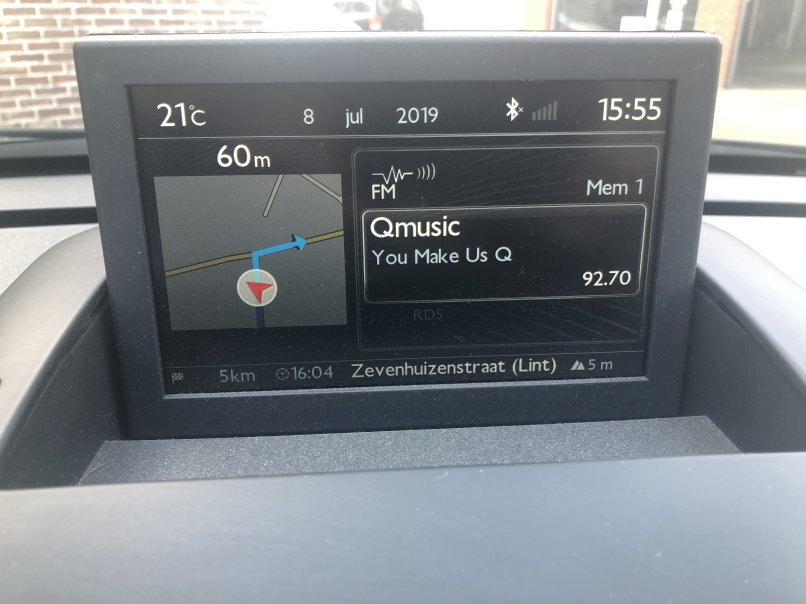 21°C 8 jul 2019 15:55
60 m
FM Mem 1
Qmusic
You Make Us Q
92.70
RDS
5km 16:04 Zevenhuizenstraat (Lint) 5 m